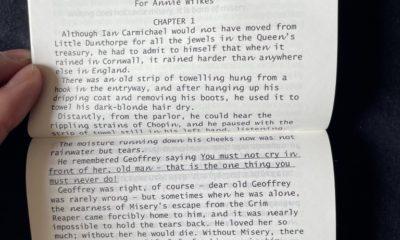 For Annie Wilkes
CHAPTER 1
Although Ian Carmichael would not have moved from
Little Dunthorpe for all the jewels in the Queen's
treasury, he had to admit to himself that when it
rained in Cornwall, it rained harder than anywhere
else in England.
There was an old strip of towelling hung from a
hook in the entryway, and after hanging up his
dripping coat and removing his boots, he used it to
towel his dark-blonde hair dry.
Distantly, from the parlor, he could hear the
rippling strains of Chopin, and he paused with the
strip of towel still in his left hand, listening.
The moisture running down his cheeks now was not
rainwater but tears.
He remembered Geoffrey saying You must not cry in
front of her, old man – that is the one thing you
must never do!
Geoffrey was right, of course – dear old Geoffrey
was rarely wrong – but sometimes when he was alone,
the nearness of Misery's escape from the Grim
Reaper came forcibly home to him, and it was nearly
impossible to hold the tears back. He loved her so
much; without her he would die. Without Misery, there